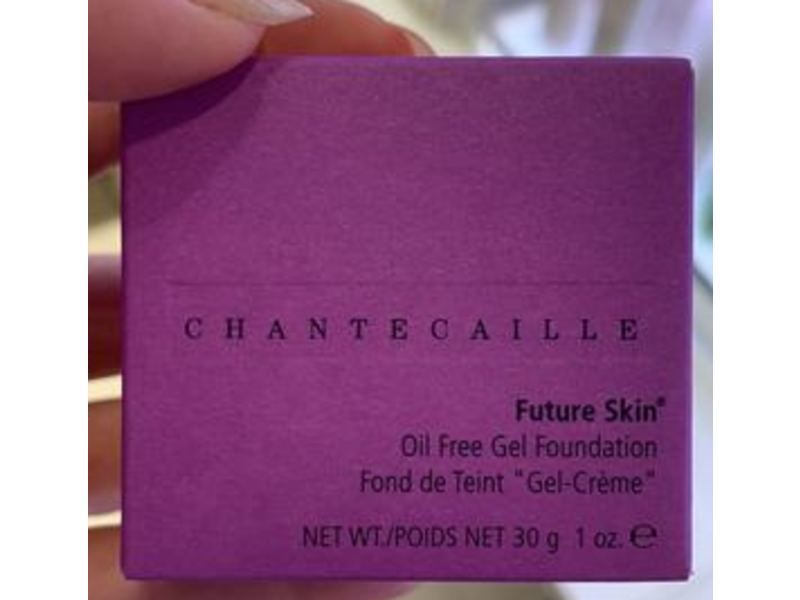 CHANTECAILLE
Future Skin®
Oil Free Gel Foundation
Fond de Teint "Gel-Crème"
NET WT./POIDS NET 30 g 1 oz. ℮